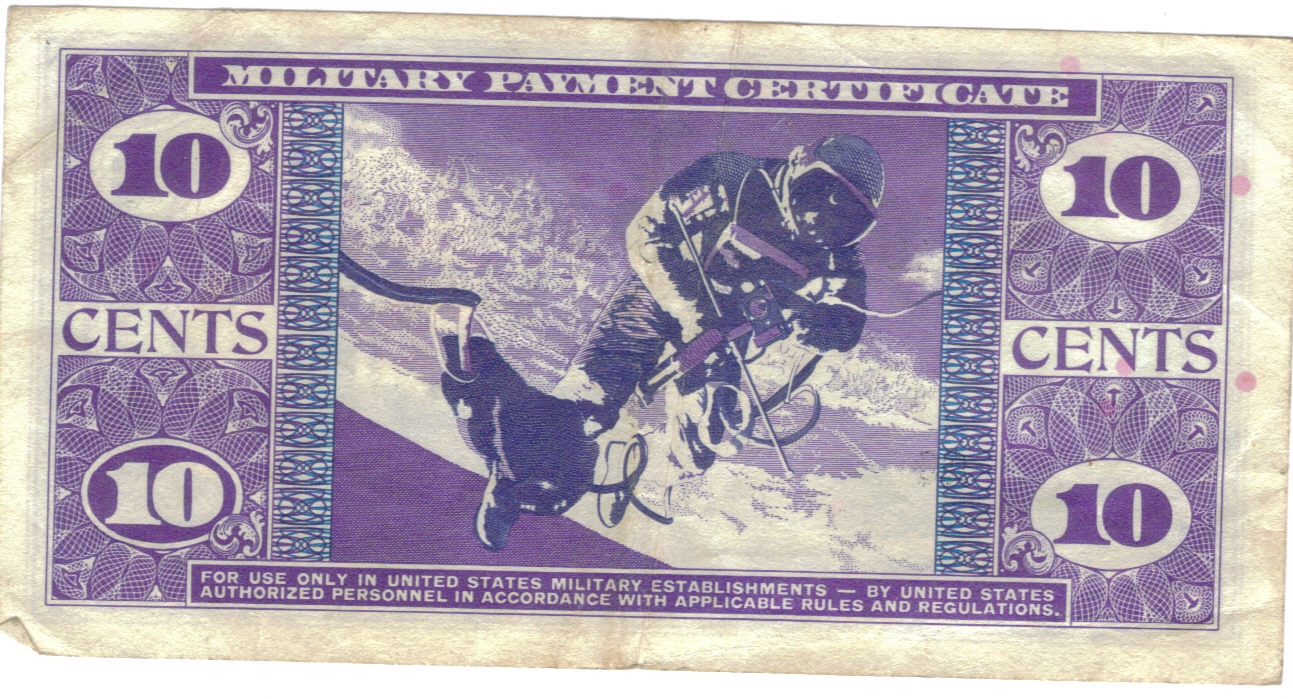 MILITARY PAYMENT CERTIFICATE
10
10
CENTS
CENTS
10
10
FOR USE ONLY IN UNITED STATES MILITARY ESTABLISHMENTS — BY UNITED STATES
AUTHORIZED PERSONNEL IN ACCORDANCE WITH APPLICABLE RULES AND REGULATIONS.